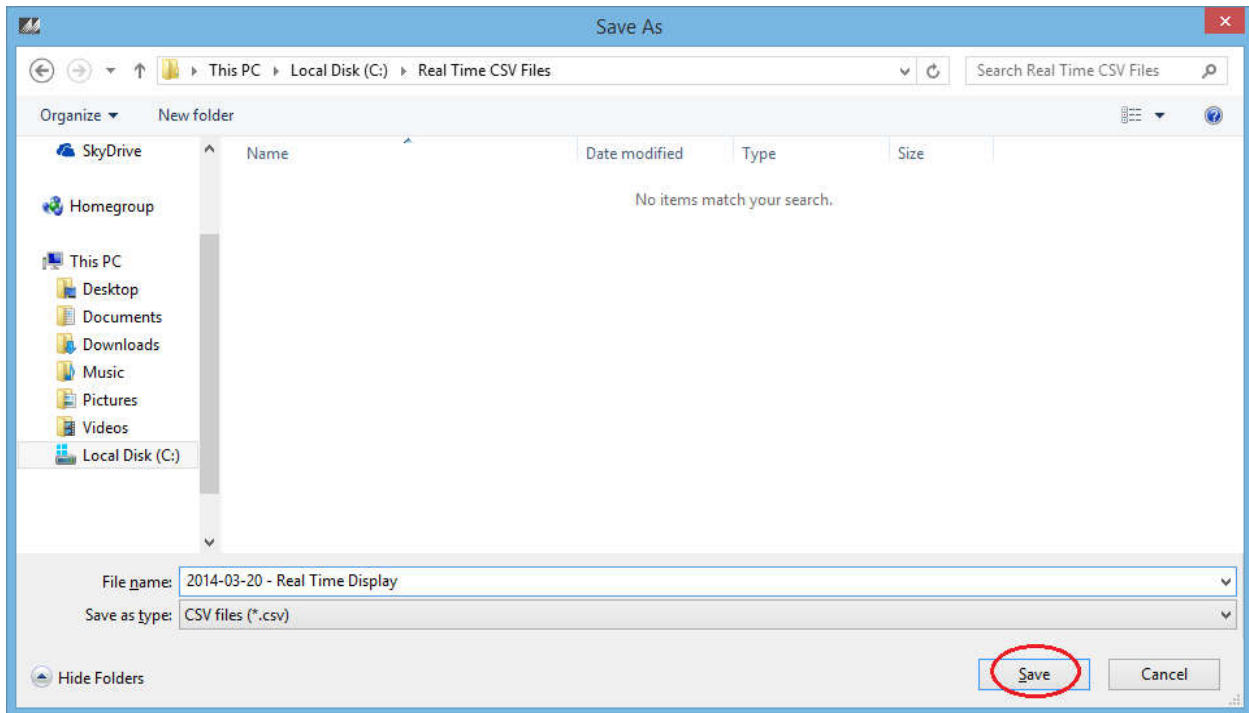 Save As
This PC Local Disk (C:) Real Time CSV Files
Search Real Time CSV Files
Organize New folder
SkyDrive
Name Date modified Type Size
No items match your search.
Homegroup
This PC
Desktop
Documents
Downloads
Music
Pictures
Videos
Local Disk (C:)
File name: 2014-03-20 - Real Time Display
Save as type: CSV files (*.csv)
Hide Folders
Save Cancel